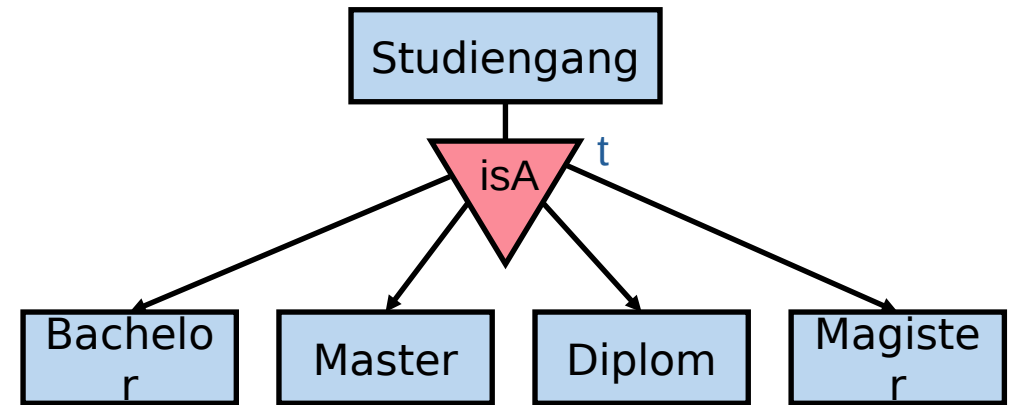 Studiengang
t
isA
Bachelo
r
Master
Diplom
Magiste
r